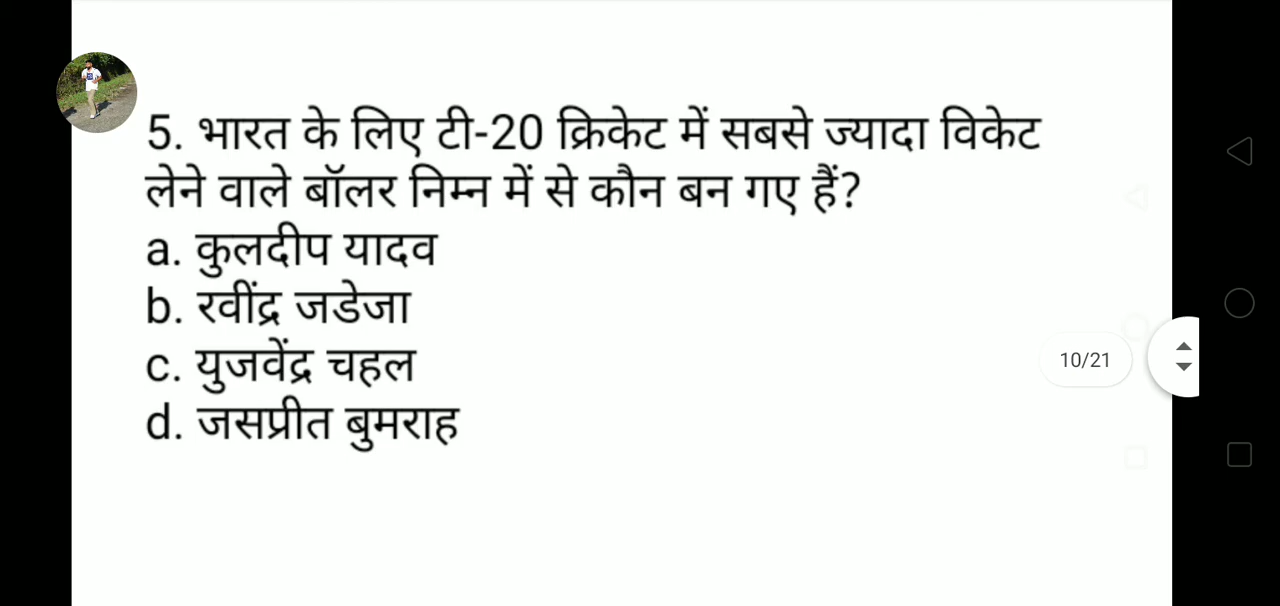 5. भारत के लिए टी-20 क्रिकेट में सबसे ज्यादा विकेट
लेने वाले बॉलर निम्न में से कौन बन गए हैं?
a. कुलदीप यादव
b. रवींद्र जडेजा
c. युजवेंद्र चहल
d. जसप्रीत बुमराह
10/21